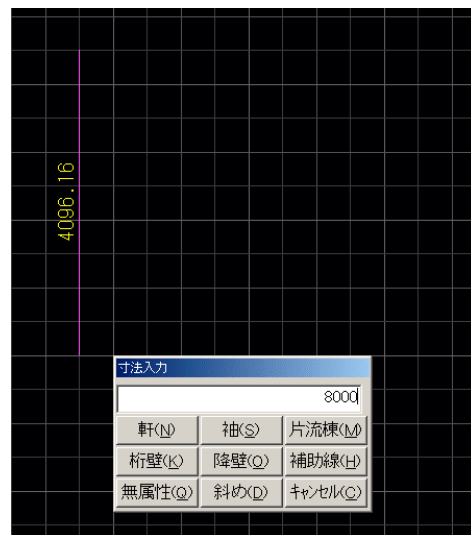 4096.16
寸法入力
8000
軒(N) 袖(S) 片流棟(M)
桁壁(K) 降壁(O) 補助線(H)
無属性(Q) 斜め(D) キャンセル(C)